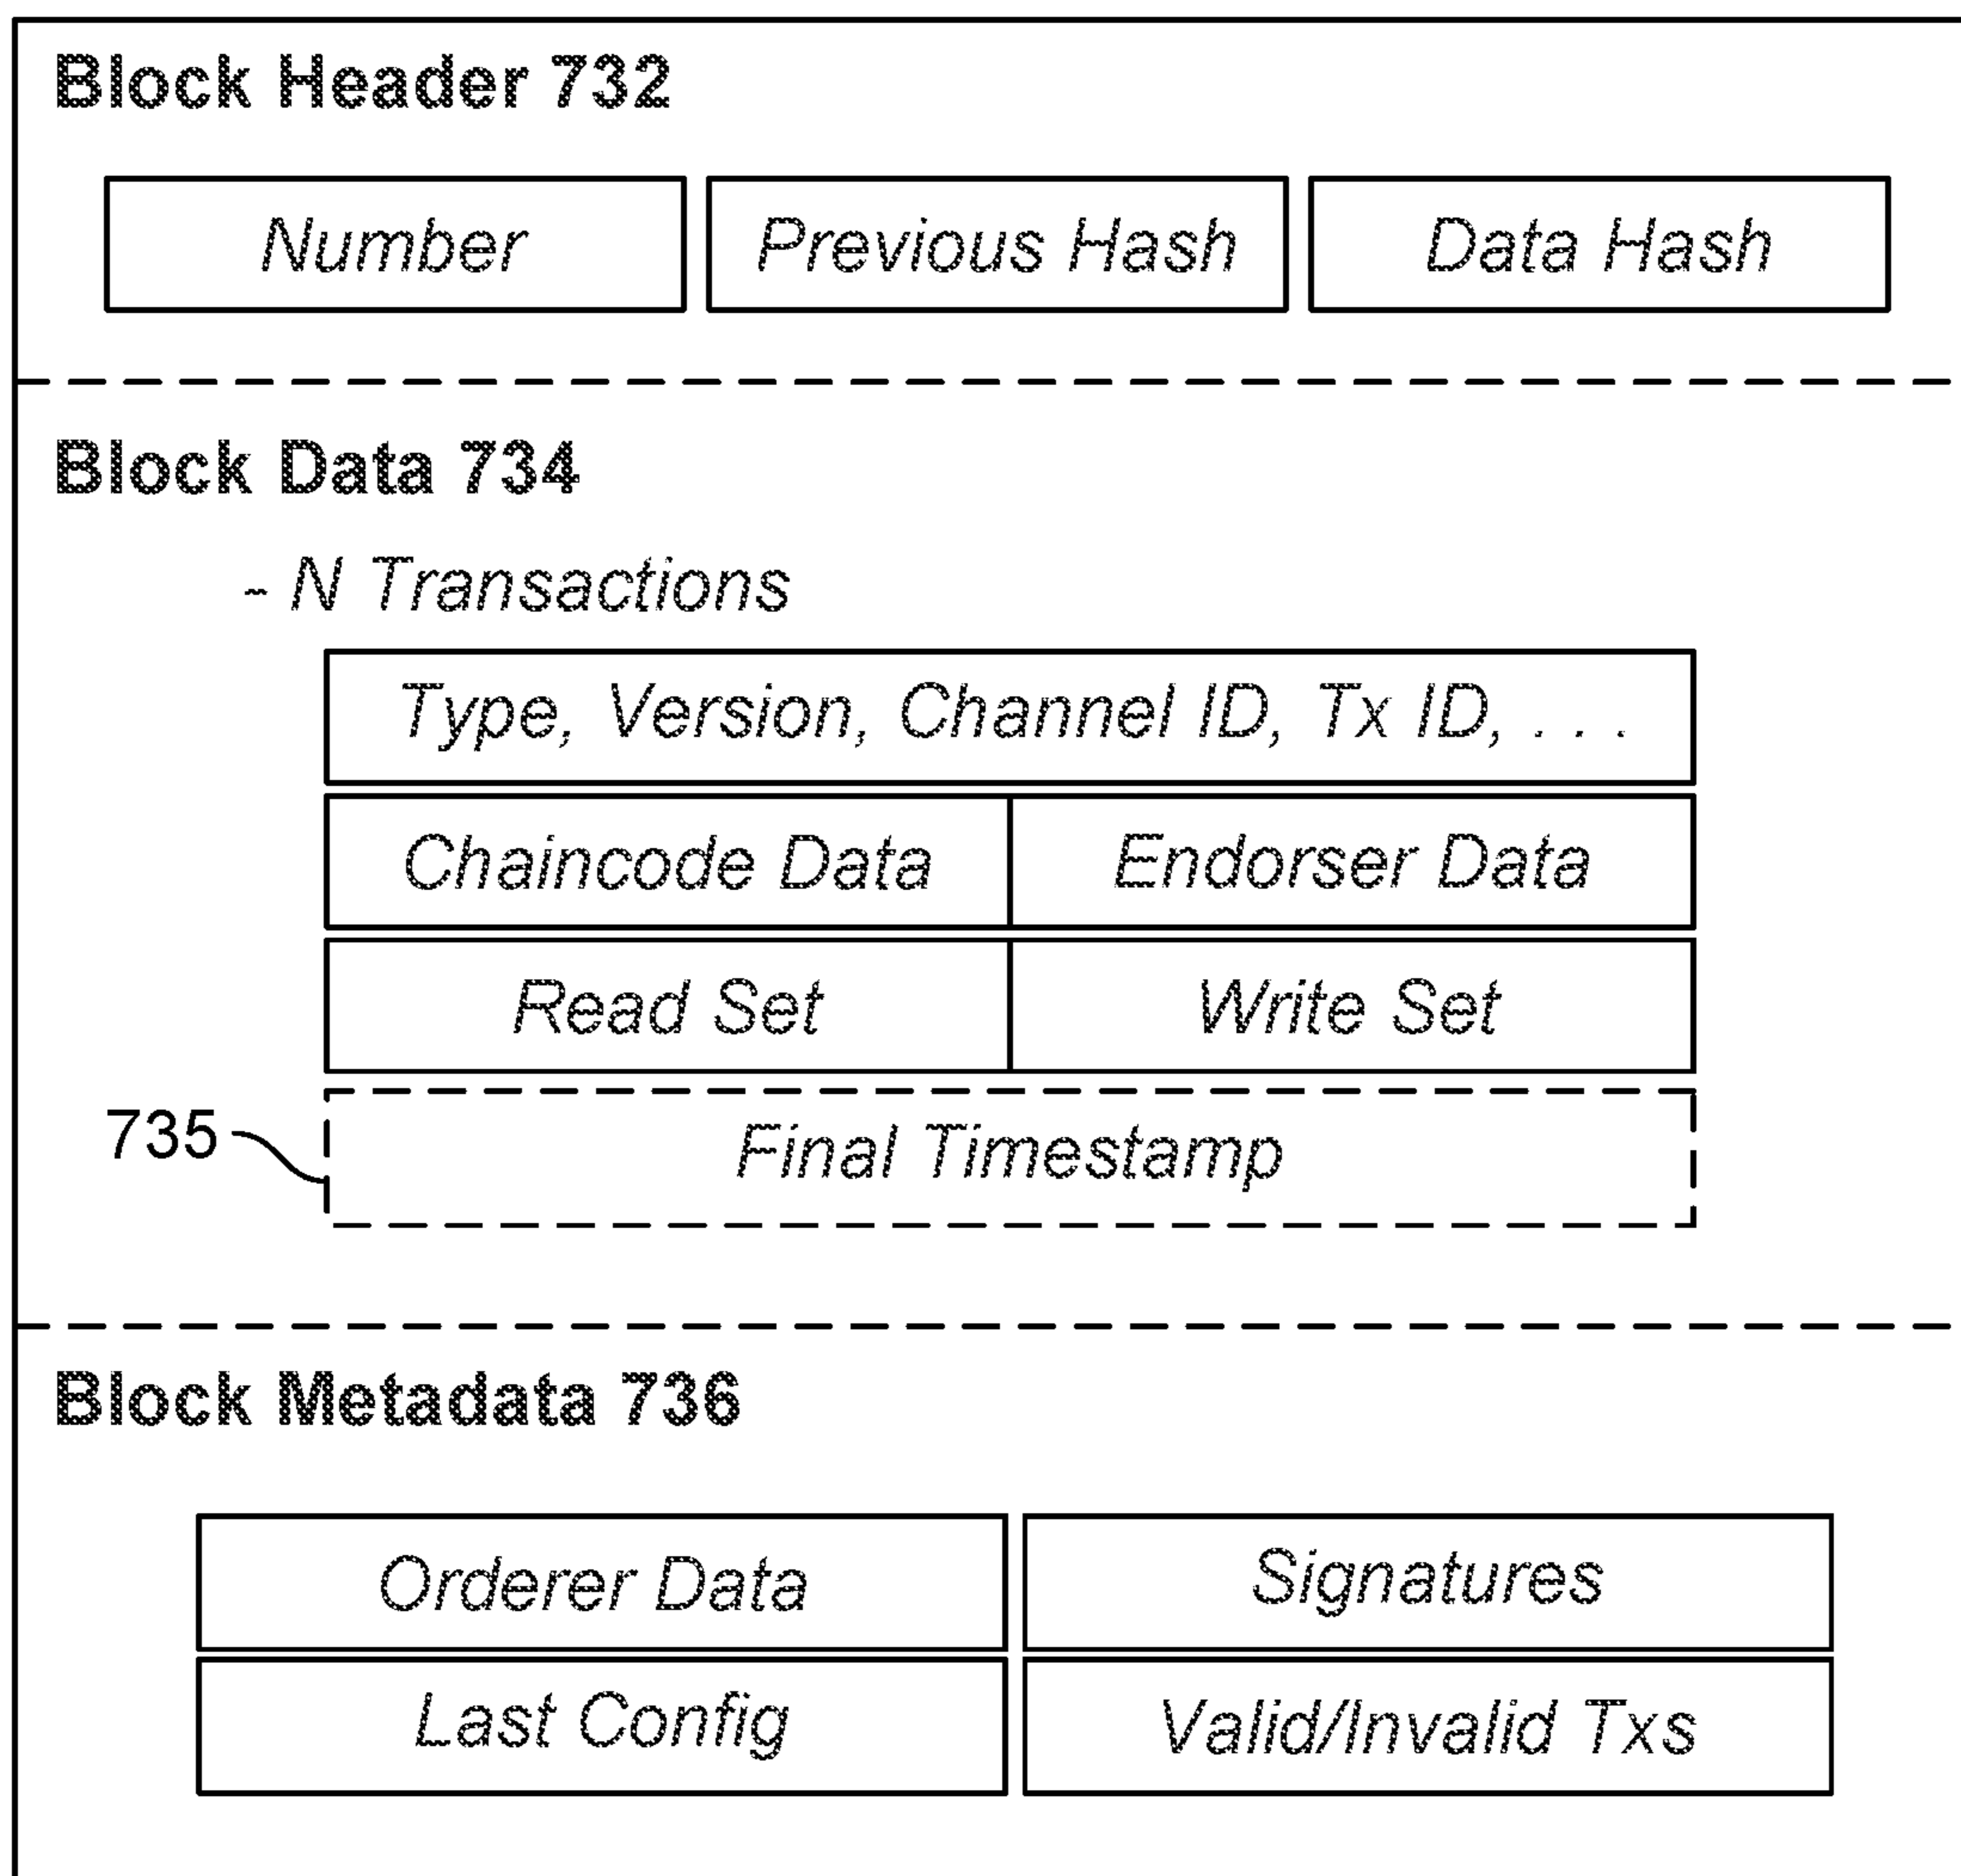 Block Header 732
Number
Previous Hash
Data Hash
Block Data 734
- N Transactions
Type, Version, Channel ID, Tx ID, . . .
Chaincode Data
Endorser Data
Read Set
Write Set
735
Final Timestamp
Block Metadata 736
Orderer Data
Signatures
Last Config
Valid/Invalid Txs